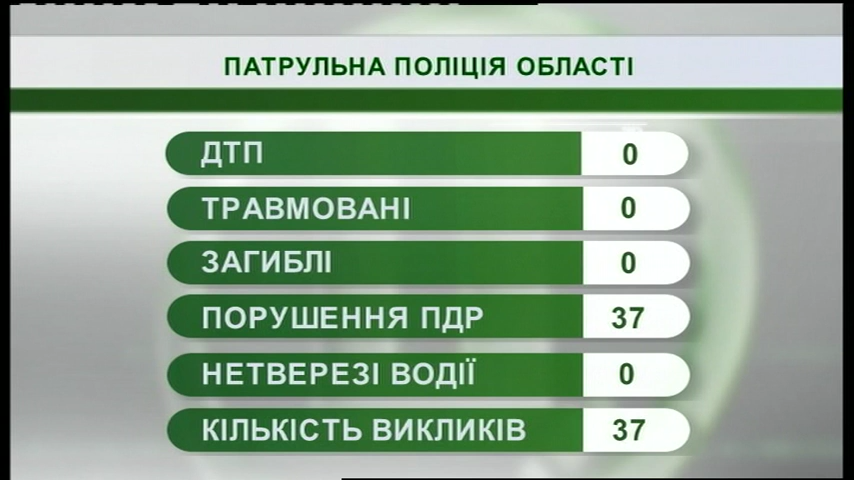 ПАТРУЛЬНА ПОЛІЦІЯ ОБЛАСТІ
ДТП 0
ТРАВМОВАНІ 0
ЗАГИБЛІ 0
ПОРУШЕННЯ ПДР 37
НЕТВЕРЕЗІ ВОДІЇ 0
КІЛЬКІСТЬ ВИКЛИКІВ 37